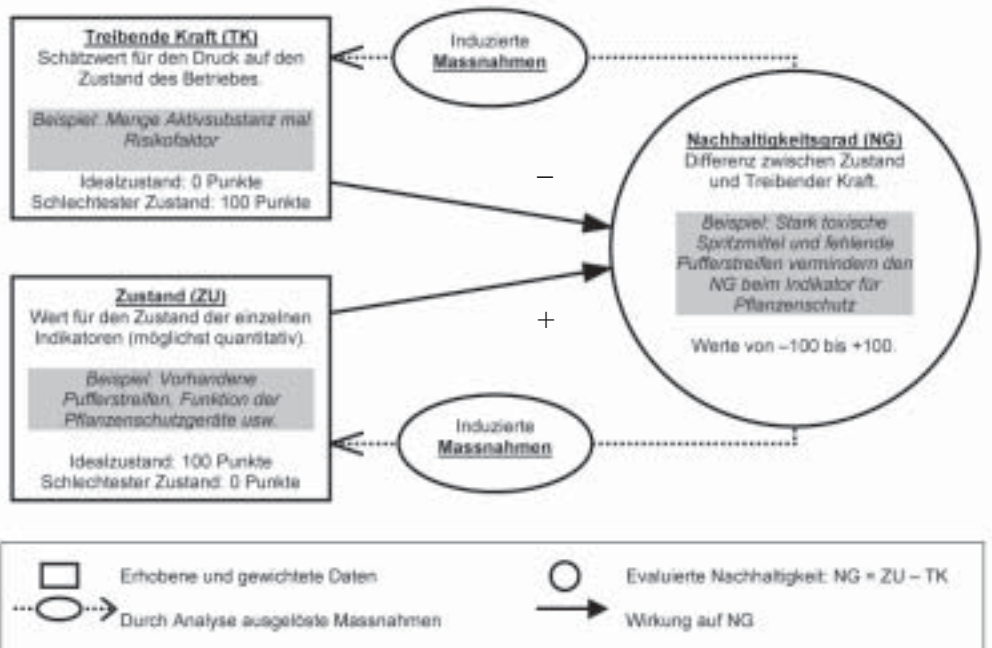 Treibende Kraft (TK)
Schätzwert für den Druck auf den
Zustand des Betriebes.
Beispiel: Menge Aktivsubstanz mal
Risikofaktor
Idealzustand: 0 Punkte
Schlechtester Zustand: 100 Punkte
Induzierte
Massnahmen
Nachhaltigkeitsgrad (NG)
Differenz zwischen Zustand
und Treibender Kraft.
Beispiel: Stark toxische
Spritzmittel und fehlende
Pufferstreifen vermindern den
NG beim Indikator für
Pflanzenschutz
Werte von –100 bis +100.
–
+
Zustand (ZU)
Wert für den Zustand der einzelnen
Indikatoren (möglichst quantitativ).
Beispiel: Vorhandene
Pufferstreifen, Funktion der
Pflanzenschutzgeräte usw.
Idealzustand: 100 Punkte
Schlechtester Zustand: 0 Punkte
Induzierte
Massnahmen
Erhobene und gewichtete Daten
Evaluierte Nachhaltigkeit: NG = ZU – TK
Durch Analyse ausgelöste Massnahmen
Wirkung auf NG